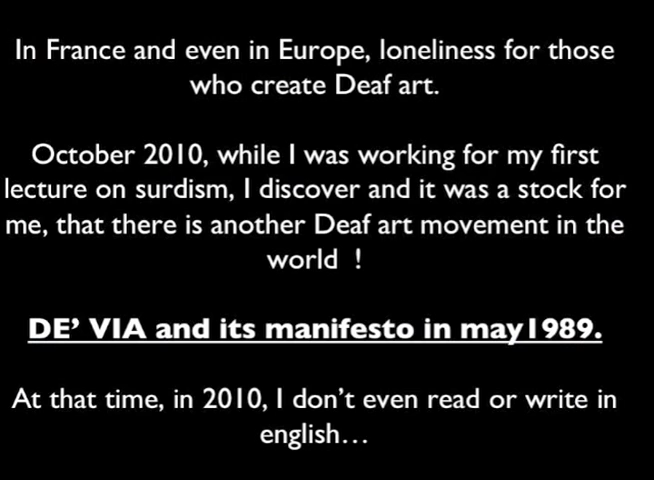 In France and even in Europe, loneliness for those
who create Deaf art.
October 2010, while I was working for my first
lecture on surdism, I discover and it was a stock for
me, that there is another Deaf art movement in the
world !
DE’ VIA and its manifesto in may1989.
At that time, in 2010, I don’t even read or write in
english…